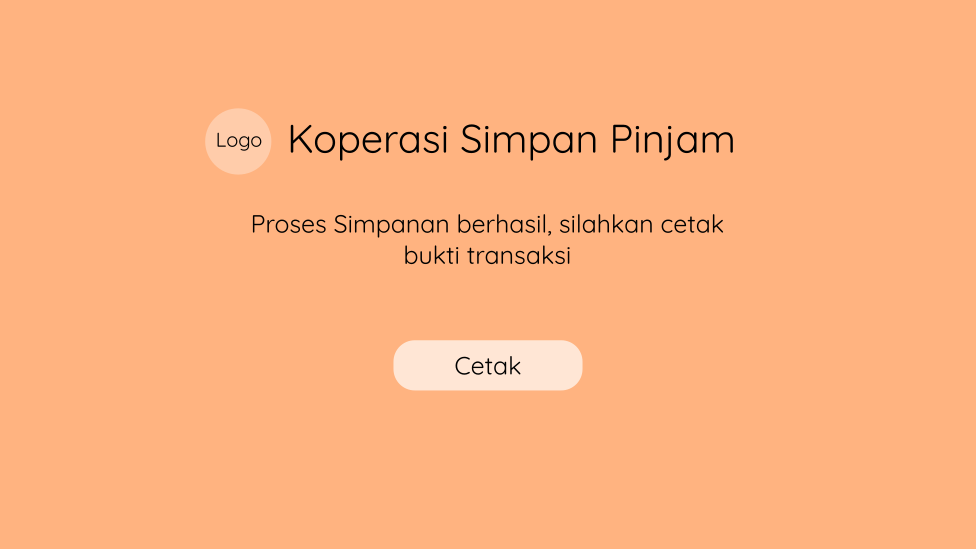 Logo
Koperasi Simpan Pinjam
Proses Simpanan berhasil, silahkan cetak
bukti transaksi
Cetak